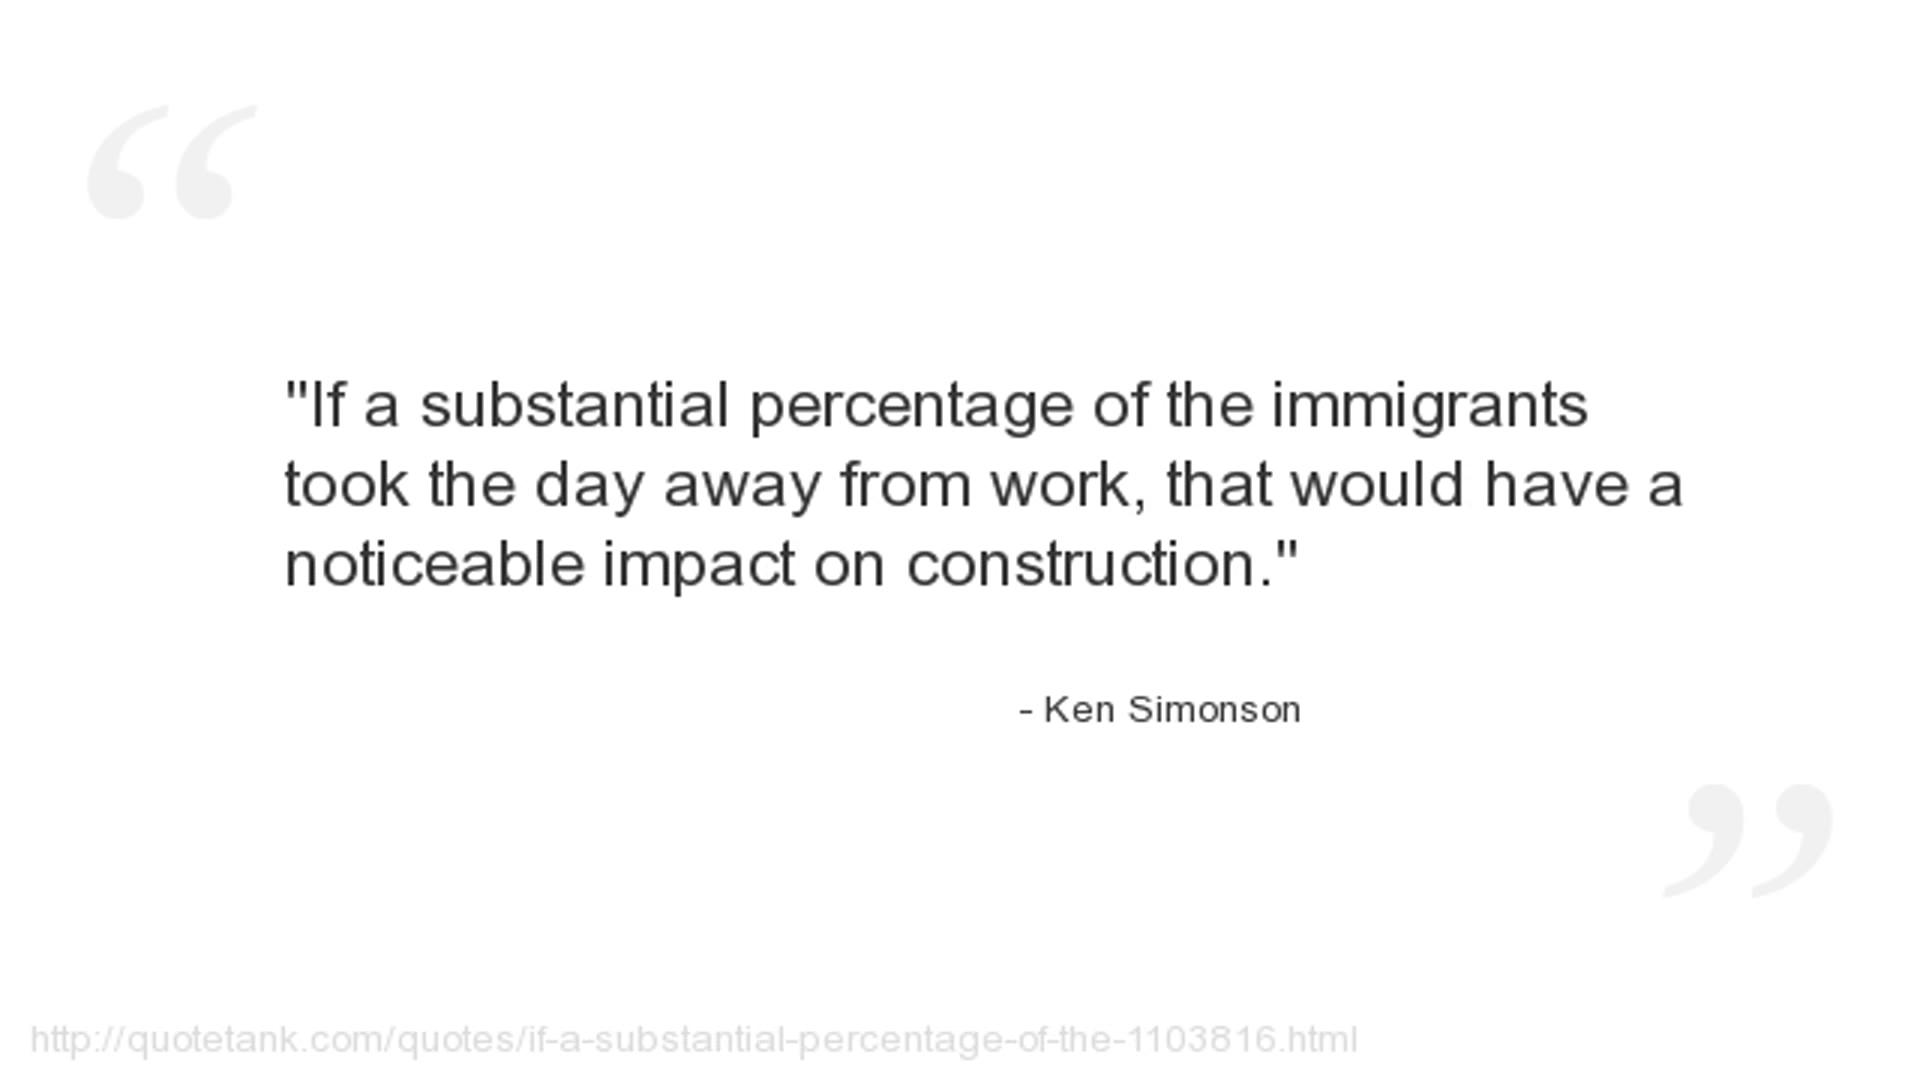 "If a substantial percentage of the immigrants
took the day away from work, that would have a
noticeable impact on construction."
- Ken Simonson
http://quotetank.com/quotes/if-a-substantial-percentage-of-the-1103816.html